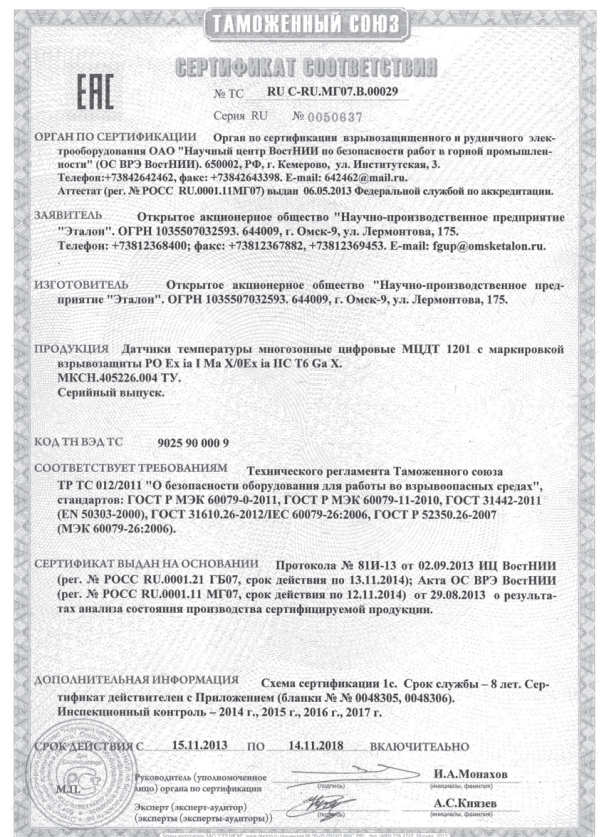 ТАМОЖЕННЫЙ СОЮЗ
СЕРТИФИКАТ СООТВЕТСТВИЯ
ЕАС
№ ТС RU C-RU.МГ07.В.00029
Серия RU № 0050637
ОРГАН ПО СЕРТИФИКАЦИИ Орган по сертификации взрывозащищенного и рудничного элек-
трооборудования ОАО "Научный центр ВостНИИ по безопасности работ в горной промышлен-
ности" (ОС ВРЭ ВостНИИ). 650002, РФ, г. Кемерово, ул. Институтская, 3.
Телефон:+73842642462, факс: +73842643398. E-mail: 642462@mail.ru.
Аттестат (рег. № РОСС RU.0001.11МГ07) выдан 06.05.2013 Федеральной службой по аккредитации.
ЗАЯВИТЕЛЬ Открытое акционерное общество "Научно-производственное предприятие
"Эталон". ОГРН 1035507032593. 644009, г. Омск-9, ул. Лермонтова, 175.
Телефон: +73812368400; факс: +73812367882, +73812369453. E-mail: fgup@omsketalon.ru.
ИЗГОТОВИТЕЛЬ Открытое акционерное общество "Научно-производственное пред-
приятие "Эталон". ОГРН 1035507032593. 644009, г. Омск-9, ул. Лермонтова, 175.
ПРОДУКЦИЯ Датчики температуры многозонные цифровые МЦДТ 1201 с маркировкой
взрывозащиты РО Ex ia I Ma X/0Ex ia IIC T6 Ga X.
МКСН.405226.004 ТУ.
Серийный выпуск.
КОД ТН ВЭД ТС 9025 90 000 9
СООТВЕТСТВУЕТ ТРЕБОВАНИЯМ Технического регламента Таможенного союза
ТР ТС 012/2011 "О безопасности оборудования для работы во взрывоопасных средах",
стандартов: ГОСТ Р МЭК 60079-0-2011, ГОСТ Р МЭК 60079-11-2010, ГОСТ 31442-2011
(EN 50303-2000), ГОСТ 31610.26-2012/IEC 60079-26:2006, ГОСТ Р 52350.26-2007
(МЭК 60079-26:2006).
СЕРТИФИКАТ ВЫДАН НА ОСНОВАНИИ Протокола № 81И-13 от 02.09.2013 ИЦ ВостНИИ
(рег. № РОСС RU.0001.21 ГБ07, срок действия по 13.11.2014); Акта ОС ВРЭ ВостНИИ
(рег. № РОСС RU.0001.11 МГ07, срок действия по 12.11.2014) от 29.08.2013 о результа-
тах анализа состояния производства сертифицируемой продукции.
ДОПОЛНИТЕЛЬНАЯ ИНФОРМАЦИЯ Схема сертификации 1с. Срок службы – 8 лет. Сер-
тификат действителен с Приложением (бланки № № 0048305, 0048306).
Инспекционный контроль – 2014 г., 2015 г., 2016 г., 2017 г.
СРОК ДЕЙСТВИЯ С 15.11.2013 ПО 14.11.2018 ВКЛЮЧИТЕЛЬНО
М.П. Руководитель (уполномоченное
лицо) органа по сертификации (подпись) И.А.Монахов (инициалы, фамилия)
Эксперт (эксперт-аудитор)
(эксперты (эксперты-аудиторы)) (подпись) А.С.Князев (инициалы, фамилия)